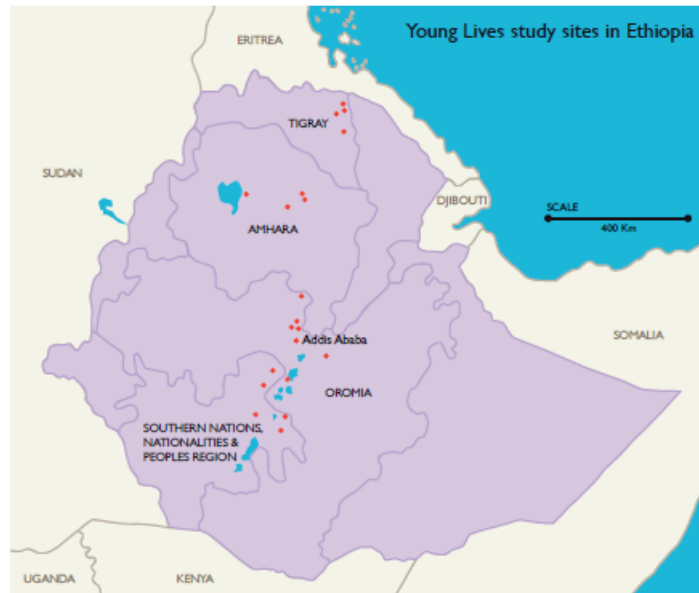 Young Lives study sites in Ethiopia
ERITREA
TIGRAY
SUDAN
DJIBOUTI
SCALE
400 Km
AMHARA
SOMALIA
Addis Ababa
OROMIA
SOUTHERN NATIONS,
NATIONALITIES &
PEOPLES REGION
UGANDA
KENYA